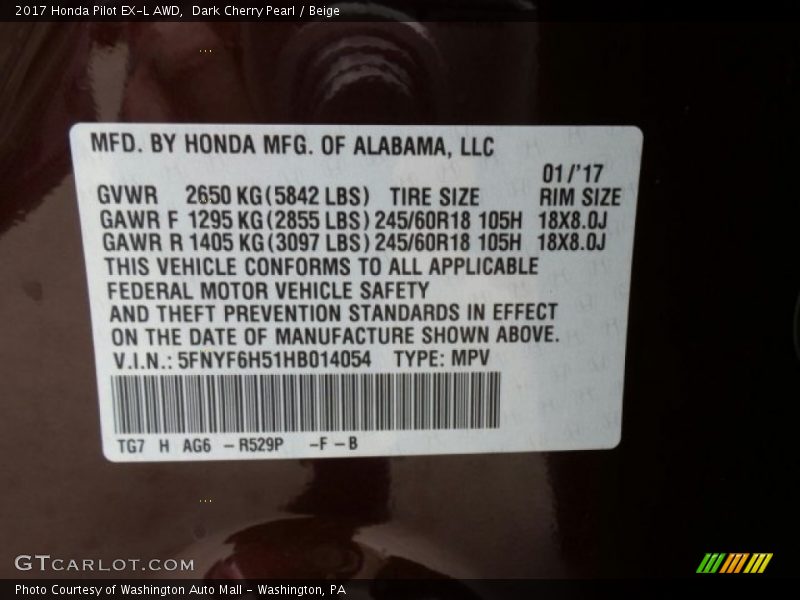 2017 Honda Pilot EX-L AWD,  Dark Cherry Pearl / Beige
MFD. BY HONDA MFG. OF ALABAMA, LLC
01/'17
GVWR 2650 KG(5842 LBS) TIRE SIZE RIM SIZE
GAWR F 1295 KG(2855 LBS) 245/60R18 105H 18X8.0J
GAWR R 1405 KG(3097 LBS) 245/60R18 105H 18X8.0J
THIS VEHICLE CONFORMS TO ALL APPLICABLE
FEDERAL MOTOR VEHICLE SAFETY
AND THEFT PREVENTION STANDARDS IN EFFECT
ON THE DATE OF MANUFACTURE SHOWN ABOVE.
V.I.N.: 5FNYF6H51HB014054 TYPE: MPV
TG7 H AG6 – R529P –F –B
GTCARLOT.COM
Photo Courtesy of Washington Auto Mall – Washington, PA